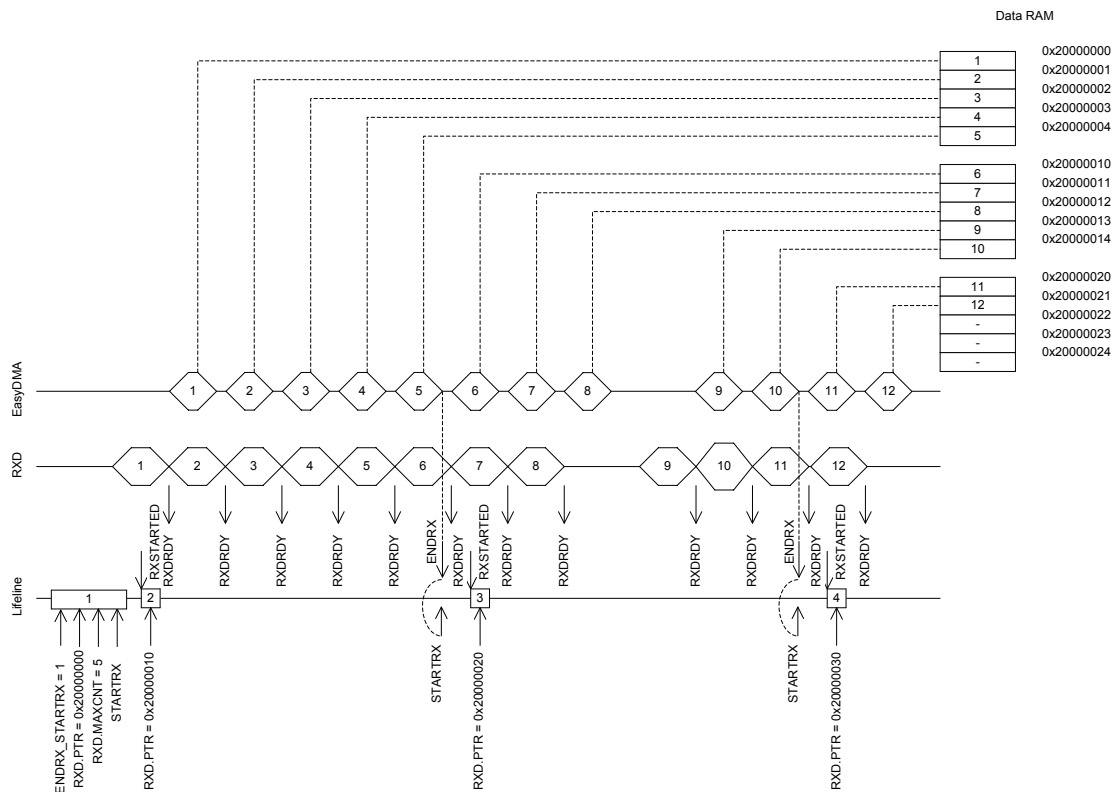 Data RAM
1 0x20000000
2 0x20000001
3 0x20000002
4 0x20000003
5 0x20000004
6 0x20000010
7 0x20000011
8 0x20000012
9 0x20000013
10 0x20000014
11 0x20000020
12 0x20000021
- 0x20000022
- 0x20000023
- 0x20000024
EasyDMA
1 2 3 4 5 6 7 8 9 10 11 12
RXD
1 2 3 4 5 6 7 8 9 10 11 12
RXSTARTED
RXDRDY
RXDRDY
RXDRDY
RXDRDY
RXDRDY
ENDRX
RXDRDY
RXSTARTED
RXDRDY
RXDRDY
RXDRDY
RXDRDY
ENDRX
RXDRDY
RXSTARTED
RXDRDY
Lifeline
1 2 3 4
ENDRX_STARTRX = 1
RXD.PTR = 0x20000000
RXD.MAXCNT = 5
STARTRX
RXD.PTR = 0x20000010
STARTRX
RXD.PTR = 0x20000020
STARTRX
RXD.PTR = 0x20000030